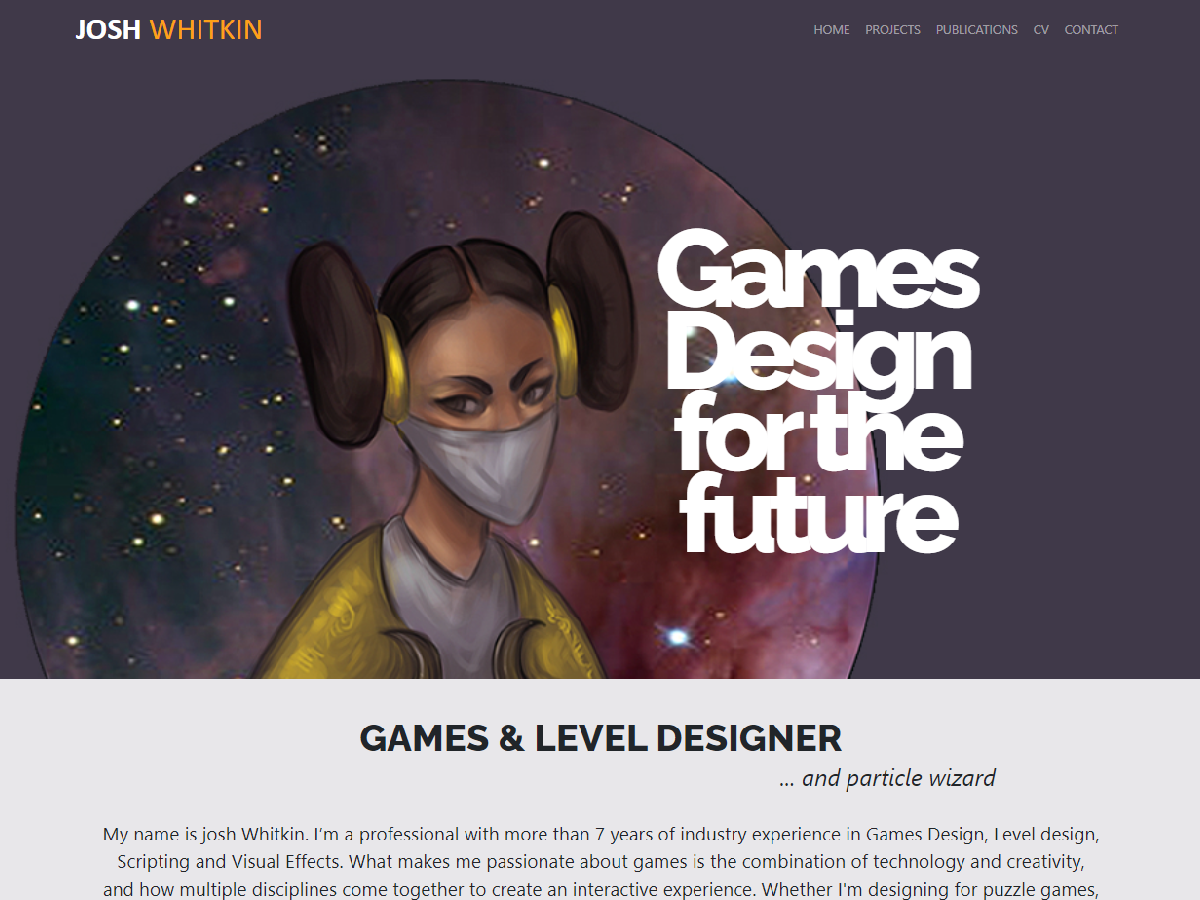 JOSH WHITKIN
HOME PROJECTS PUBLICATIONS CV CONTACT
Games
Design
for the
future
GAMES & LEVEL DESIGNER
... and particle wizard
My name is Josh Whitkin. I'm a professional with more than 7 years of industry experience in Games Design, Level design,
Scripting and Visual Effects. What makes me passionate about games is the combination of technology and creativity,
and how multiple disciplines come together to create an interactive experience. Whether I'm designing for puzzle games,